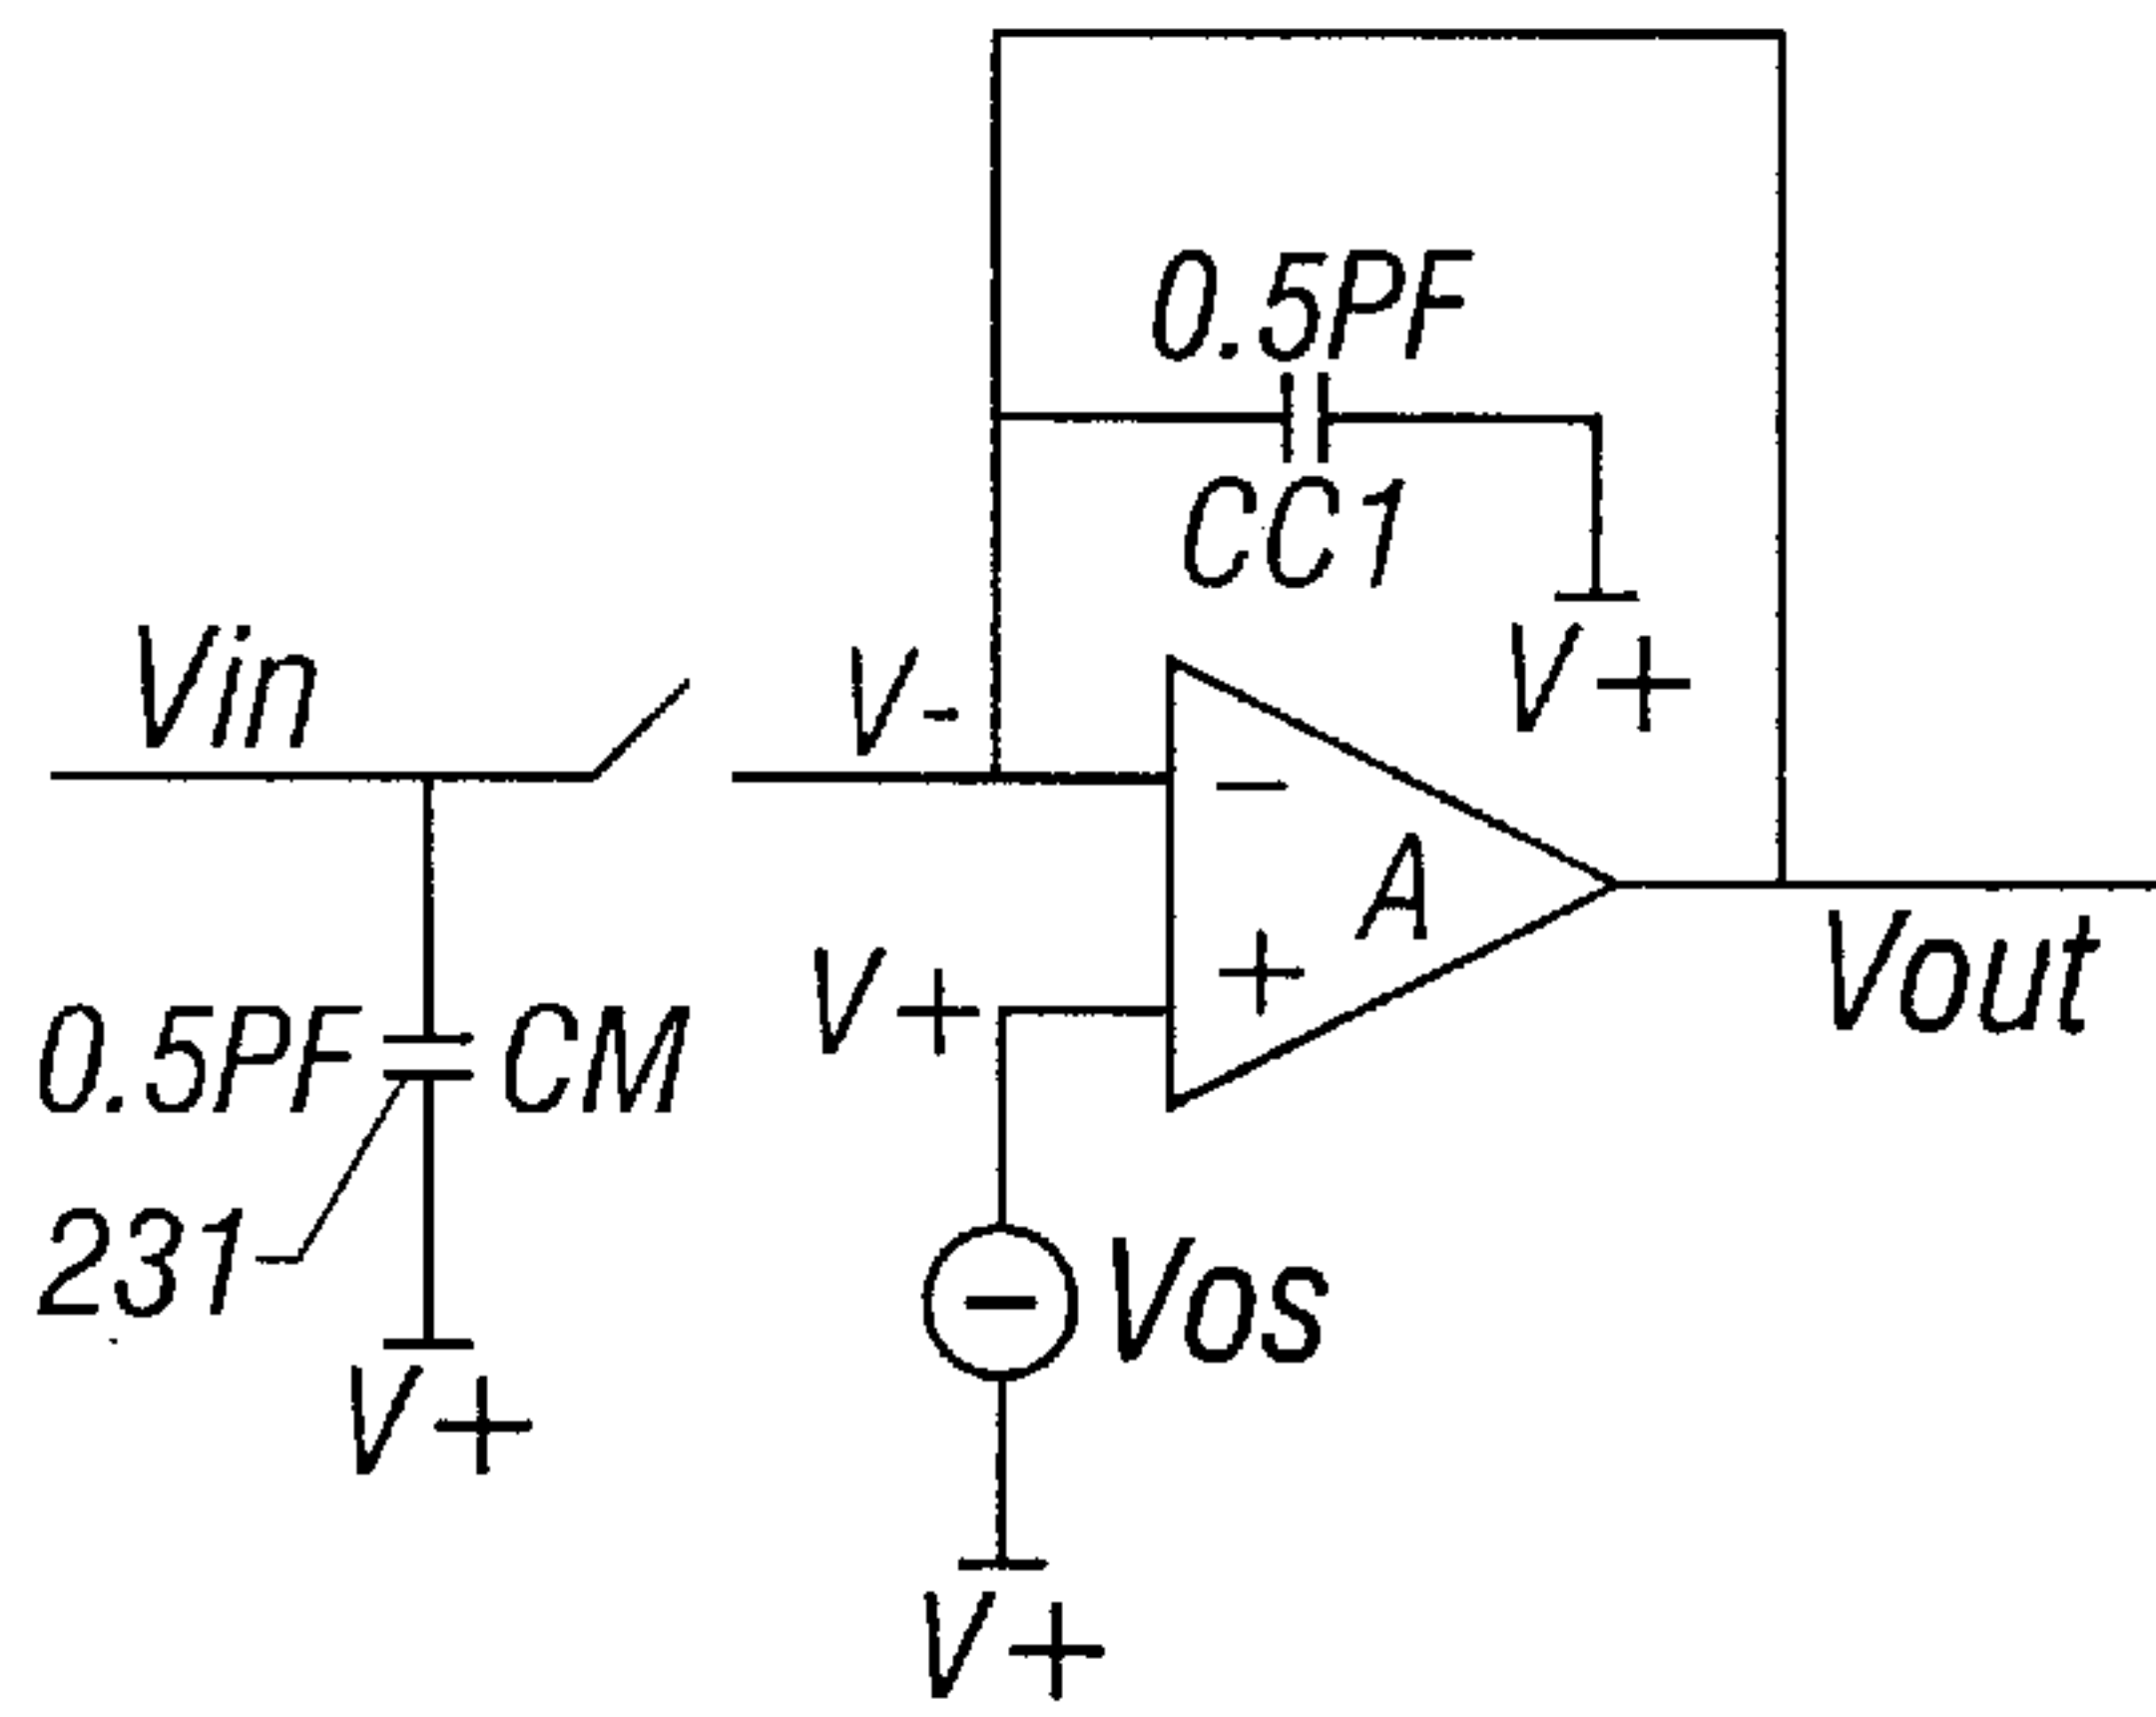 0.5PF
CC1
Vin
V-
V+
-
A
+
V+
Vout
0.5PF
CM
231
Vos
-
V+
V+